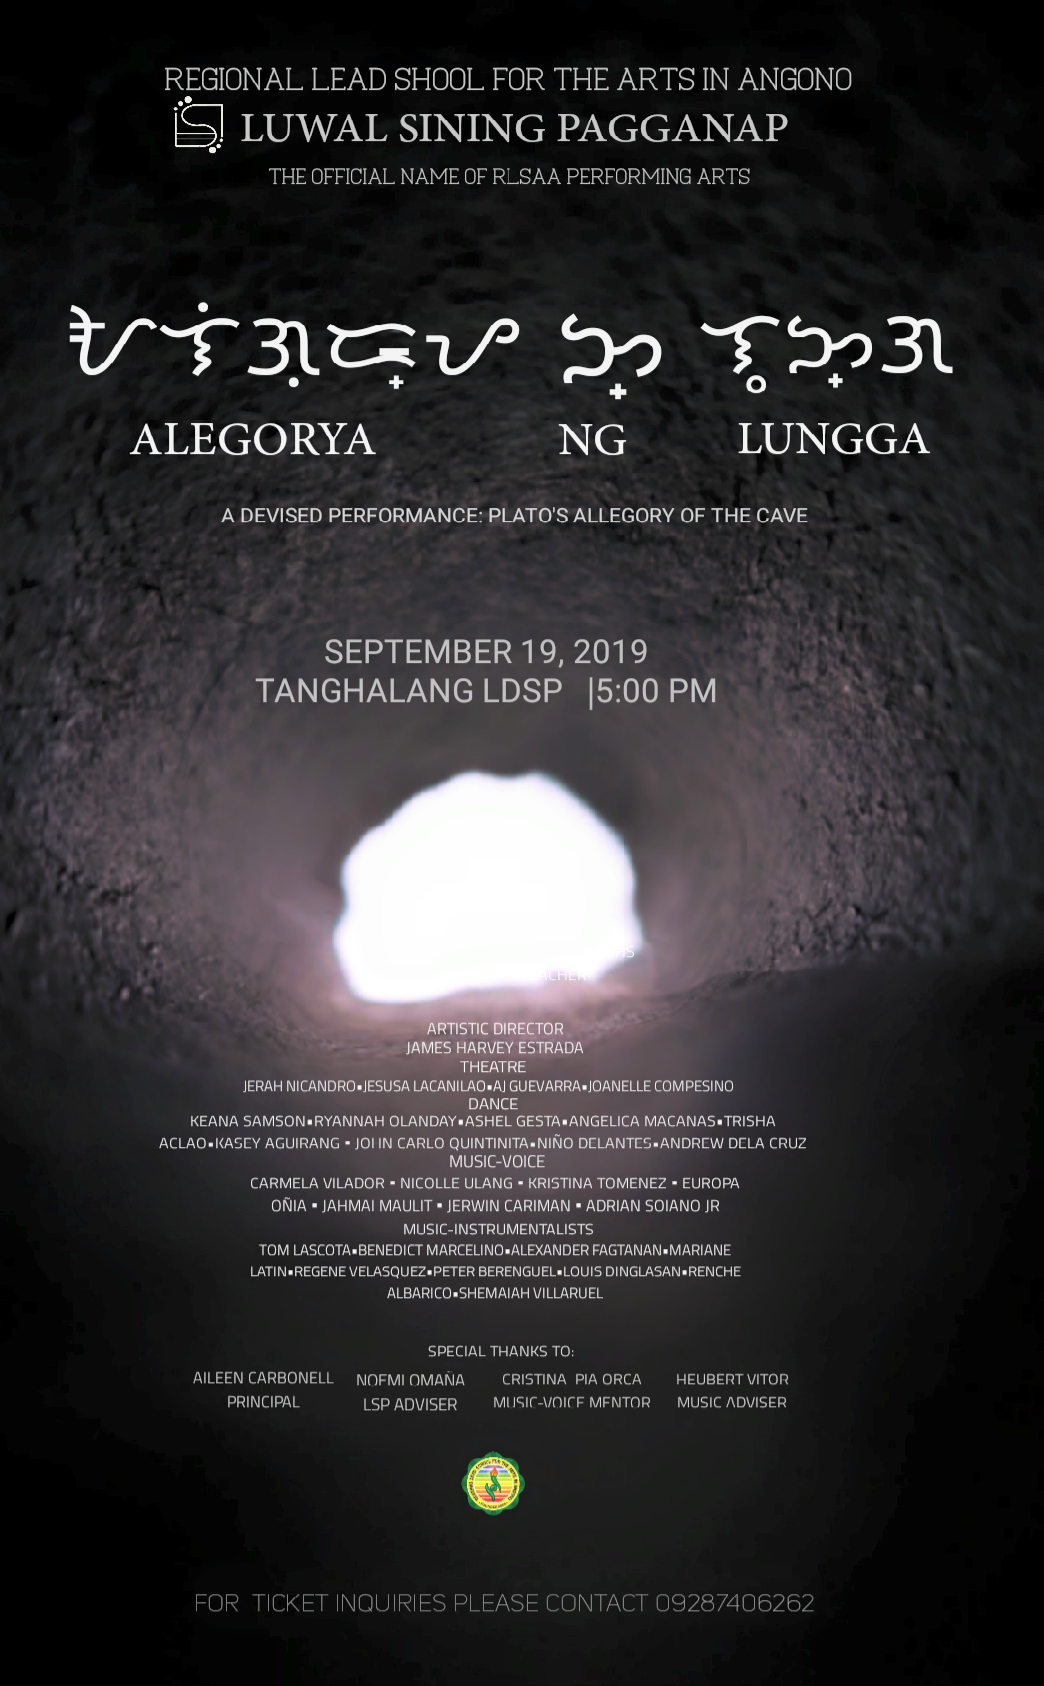 REGIONAL LEAD SHOOL FOR THE ARTS IN ANGONO
LUWAL SINING PAGGANAP
THE OFFICIAL NAME OF RLSAA PERFORMING ARTS
ᜀᜎᜒᜄᜓᜇ᜔ᜌ ᜅ᜔ ᜎᜓᜅ᜔ᜄ
ALEGORYA NG LUNGGA
A DEVISED PERFORMANCE: PLATO'S ALLEGORY OF THE CAVE
SEPTEMBER 19, 2019
TANGHALANG LDSP |5:00 PM
ARTISTIC DIRECTOR
JAMES HARVEY ESTRADA
THEATRE
JERAH NICANDRO▪JESUSA LACANILAO▪AJ GUEVARRA▪JOANELLE COMPESINO
DANCE
KEANA SAMSON▪RYANNAH OLANDAY▪ASHEL GESTA▪ANGELICA MACANAS▪TRISHA
ACLAO▪KASEY AGUIRANG ▪ CARLO QUINTINITA▪NIÑO DELANTES▪ANDREW DELA CRUZ
MUSIC-VOICE
CARMELA VILADOR ▪ NICOLLE ULANG ▪ KRISTINA TOMENEZ ▪ EUROPA
OÑIA ▪ JAHMAI MAULIT ▪ JERWIN CARIMAN ▪ ADRIAN SOIANO JR
MUSIC-INSTRUMENTALISTS
TOM LASCOTA▪BENEDICT MARCELINO▪ALEXANDER FAGTANAN▪MARIANE
LATIN▪REGENE VELASQUEZ▪PETER BERENGUEL▪LOUIS DINGLASAN▪RENCHE
ALBARICO▪SHEMAIAH VILLARUEL
SPECIAL THANKS TO:
AILEEN CARBONELL NOEMI OMAÑA CRISTINA PIA ORCA HEUBERT VITOR
PRINCIPAL LSP ADVISER MUSIC-VOICE MENTOR MUSIC ADVISER
FOR TICKET INQUIRIES PLEASE CONTACT 09287406262